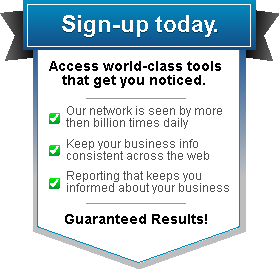 Sign-up today.
Access world-class tools
that get you noticed.
Our network is seen by more
then billion times daily
Keep your business info
consistent across the web
Reporting that keeps you
informed about your business
Guaranteed Results!